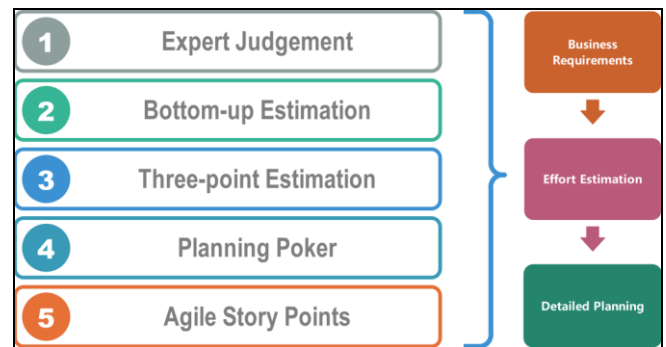 1
Expert Judgement
2
Bottom-up Estimation
3
Three-point Estimation
4
Planning Poker
5
Agile Story Points
Business
Requirements
Effort Estimation
Detailed Planning